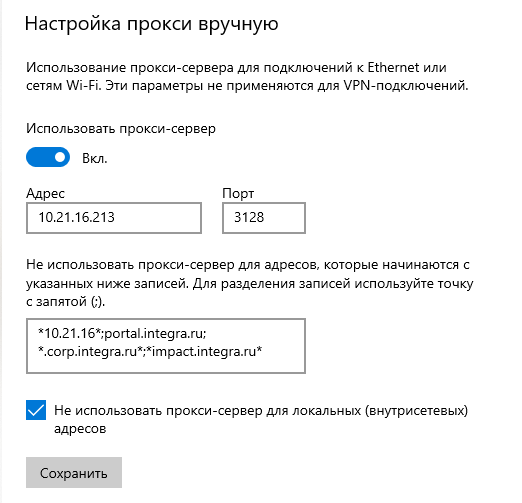 Настройка прокси вручную
Использование прокси-сервера для подключений к Ethernet или
сетям Wi-Fi. Эти параметры не применяются для VPN-подключений.
Использовать прокси-сервер
Вкл.
Адрес Порт
10.21.16.213 3128
Не использовать прокси-сервер для адресов, которые начинаются с
указанных ниже записей. Для разделения записей используйте точку
с запятой (;).
*10.21.16*;portal.integra.ru;
*.corp.integra.ru*;*impact.integra.ru*
Не использовать прокси-сервер для локальных (внутрисетевых)
адресов
Сохранить